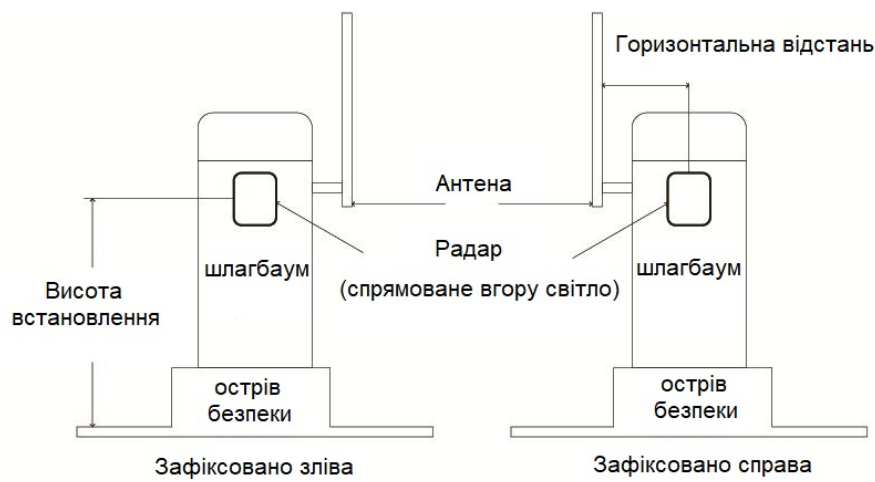 Горизонтальна відстань
Антена
Радар
(спрямоване вгору світло)
шлагбаум
шлагбаум
Висота
встановлення
острів
безпеки
острів
безпеки
Зафіксовано зліва
Зафіксовано справа